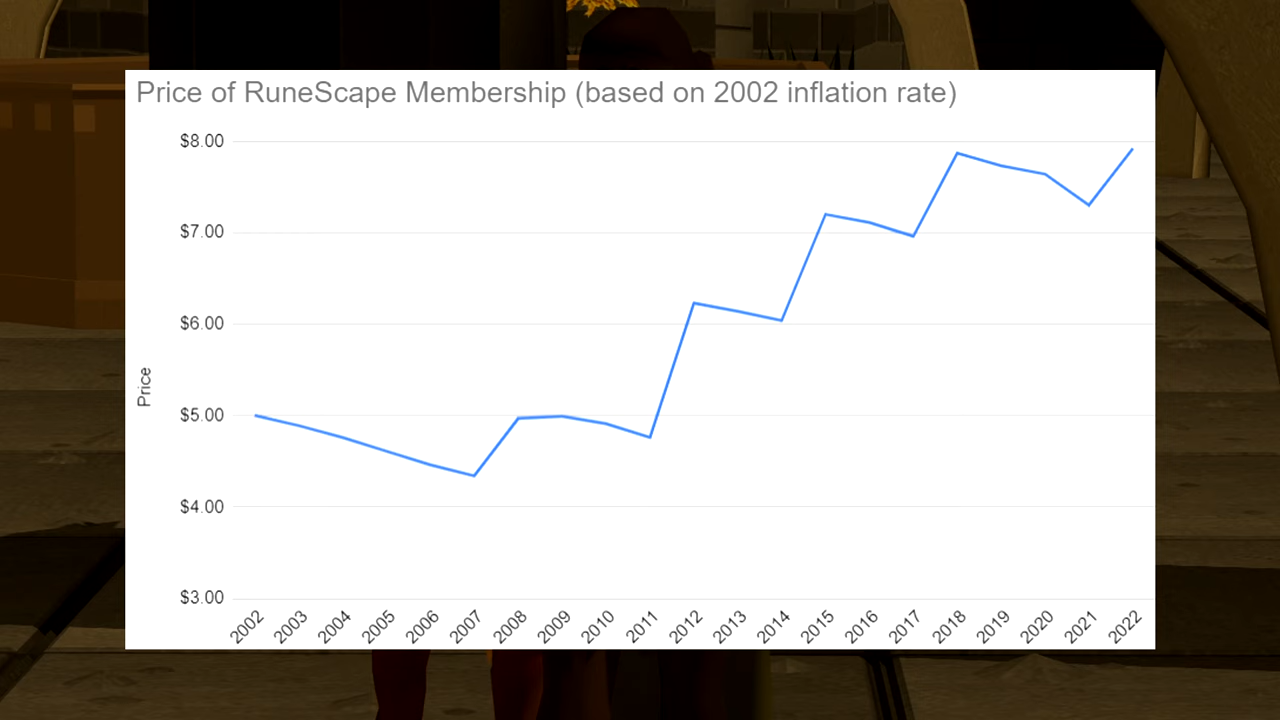 Price of RuneScape Membership (based on 2002 inflation rate)
$8.00
$7.00
$6.00
$5.00
$4.00
$3.00
Price
2002 2003 2004 2005 2006 2007 2008 2009 2010 2011 2012 2013 2014 2015 2016 2017 2018 2019 2020 2021 2022